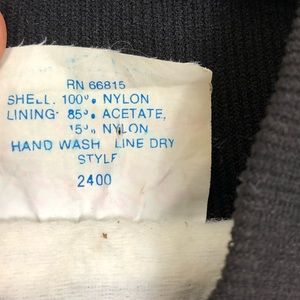 RN 66815
SHELL. 100% NYLON
LINING 85% ACETATE,
15% NYLON
HAND WASH LINE DRY
STYLE
2400